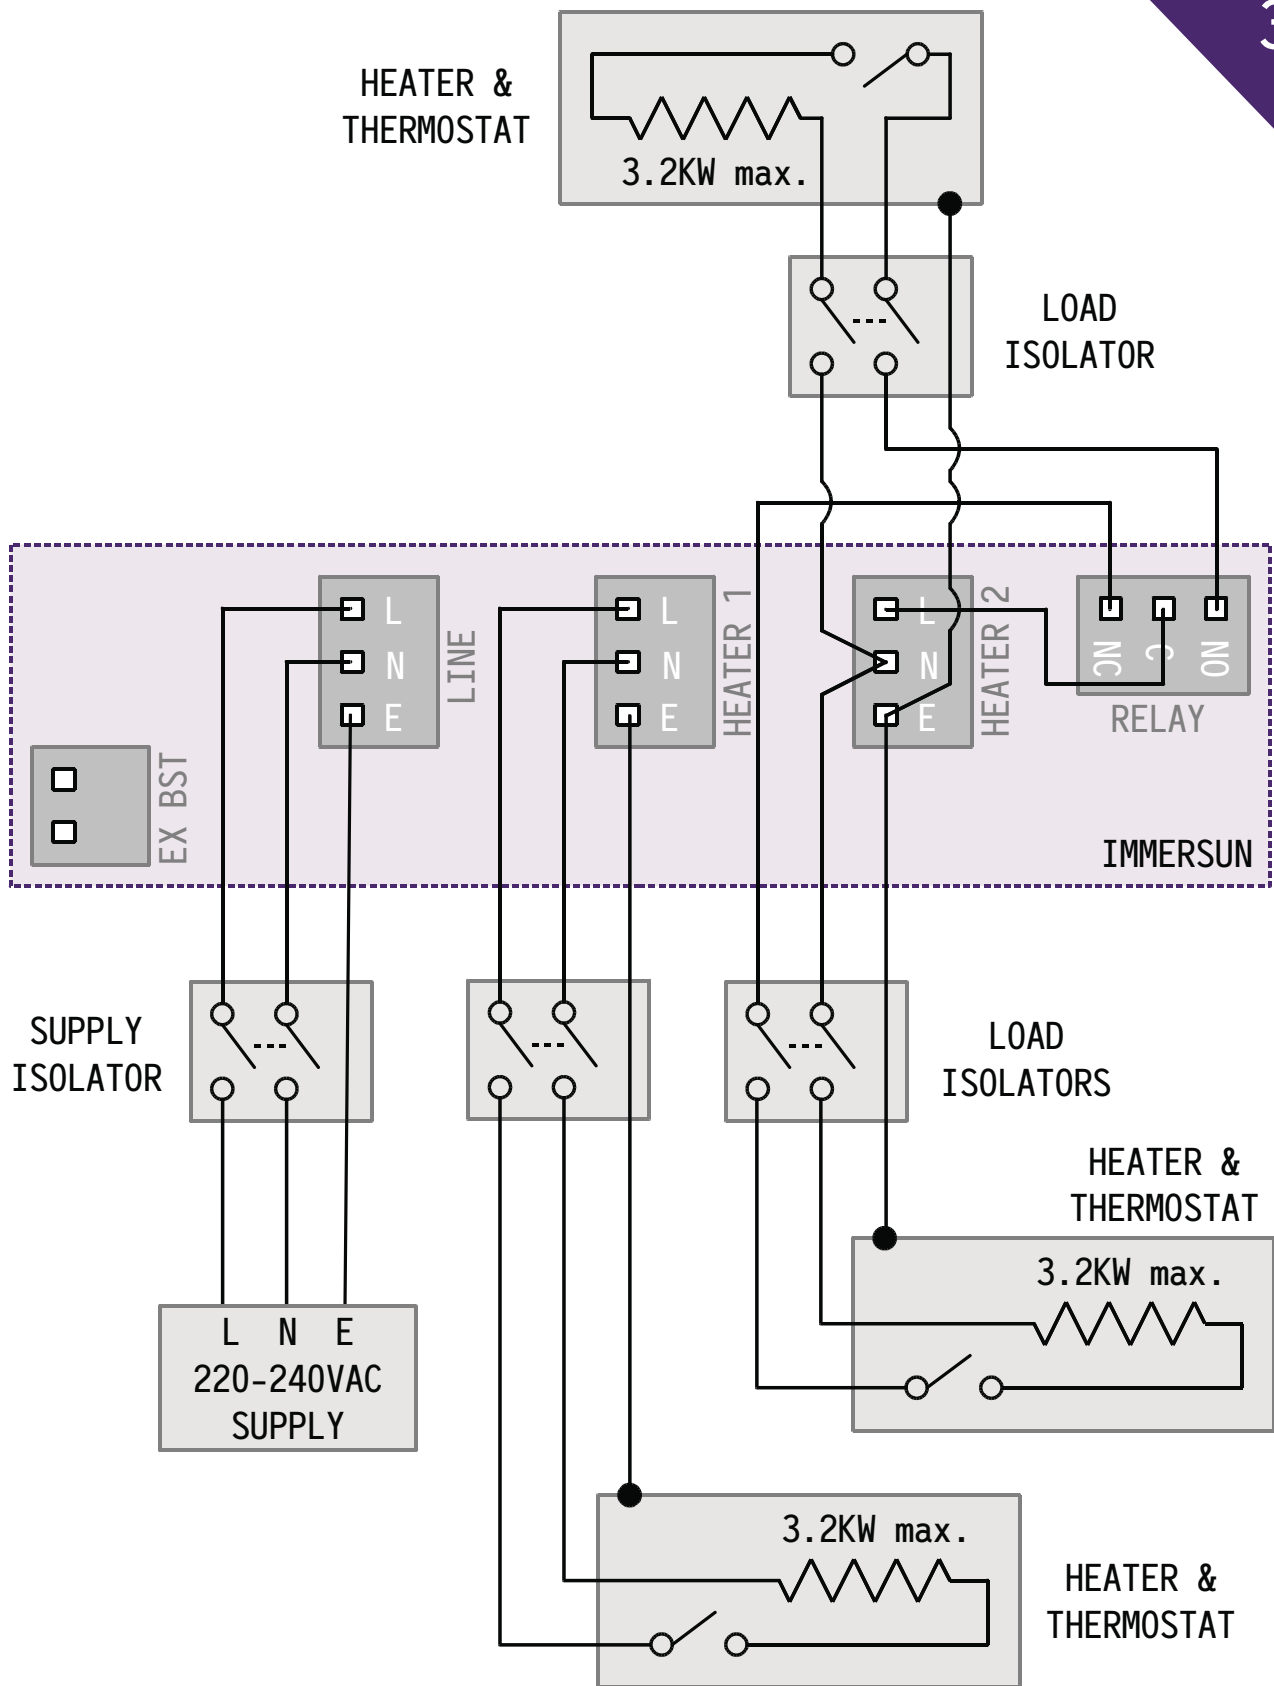 3
HEATER &
THERMOSTAT
3.2KW max.
LOAD
ISOLATOR
L
N
E
LINE
L
N
E
HEATER 1
L
N
E
HEATER 2
NC
C
NO
RELAY
EX BST
IMMERSUN
SUPPLY
ISOLATOR
LOAD
ISOLATORS
HEATER &
THERMOSTAT
3.2KW max.
L N E
220-240VAC
SUPPLY
3.2KW max.
HEATER &
THERMOSTAT